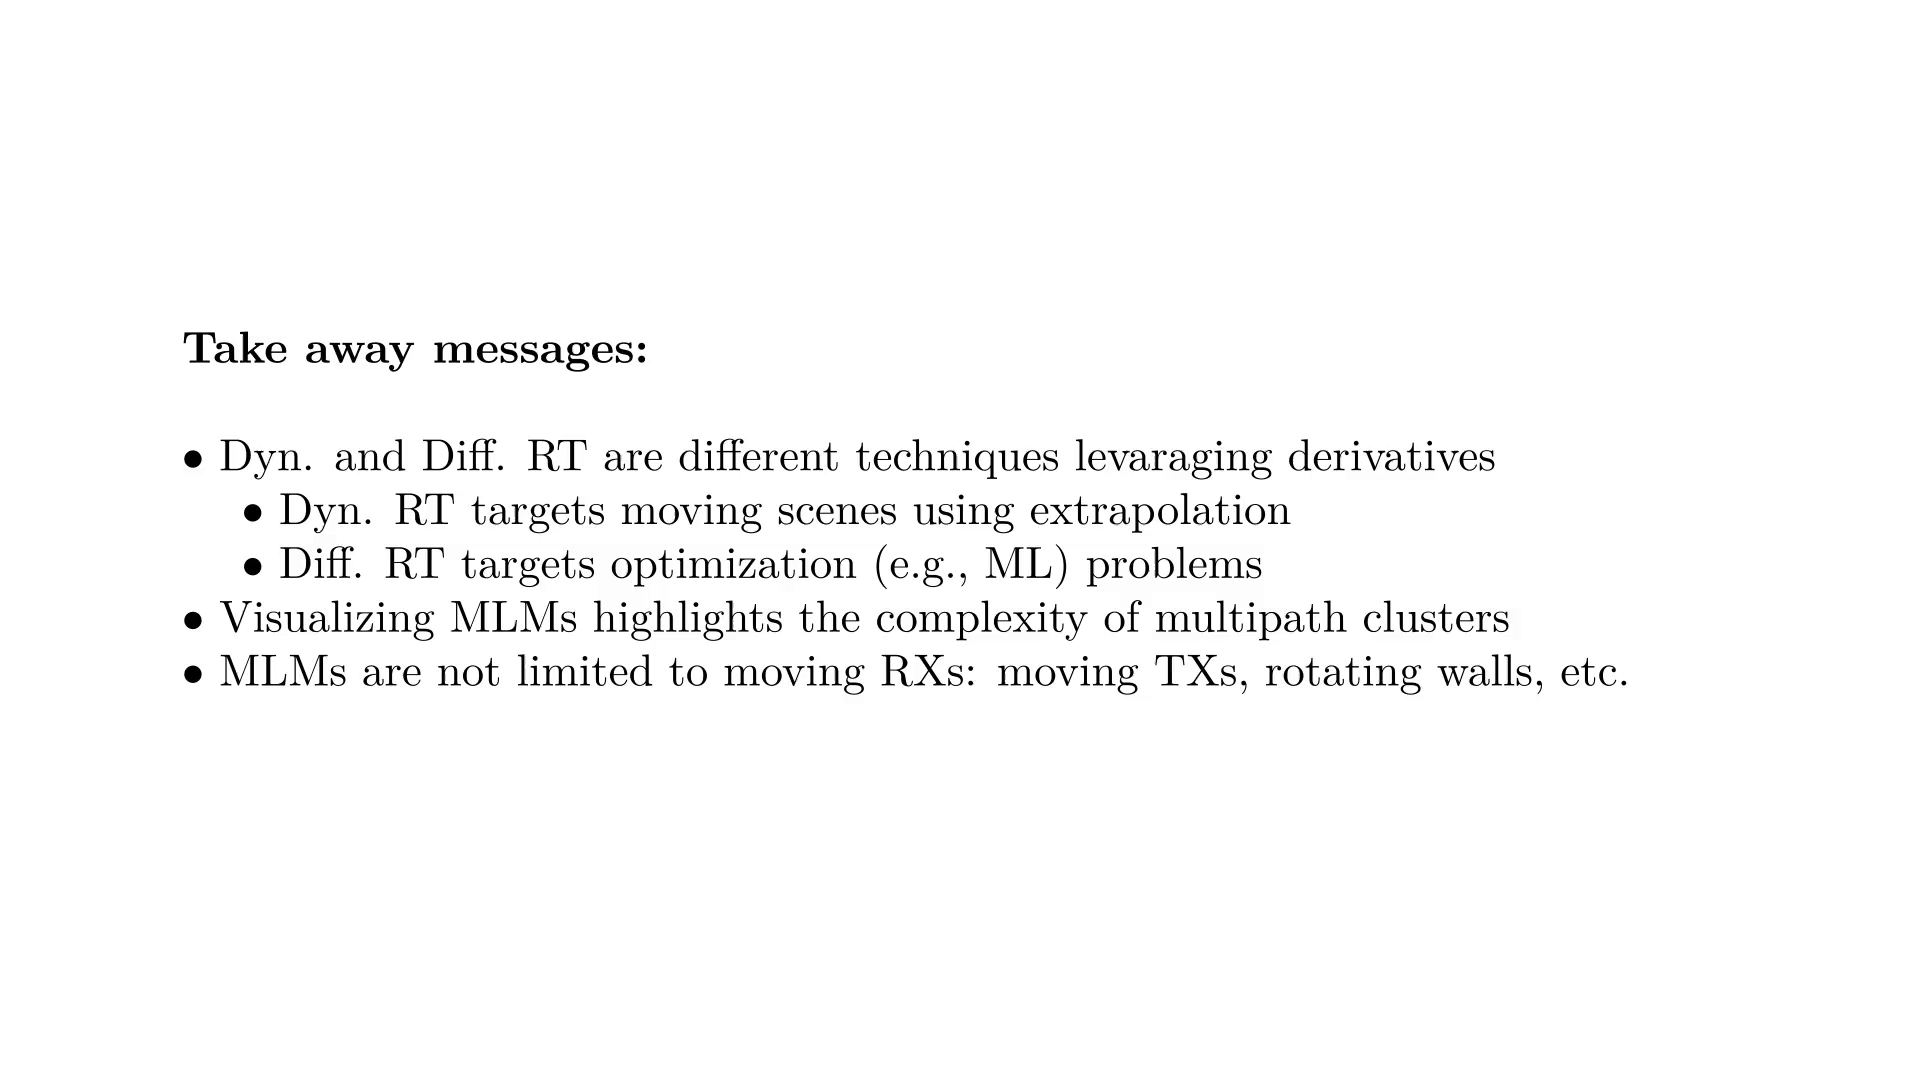 Take away messages:
• Dyn. and Diff. RT are different techniques levaraging derivatives
• Dyn. RT targets moving scenes using extrapolation
• Diff. RT targets optimization (e.g., ML) problems
• Visualizing MLMs highlights the complexity of multipath clusters
• MLMs are not limited to moving RXs: moving TXs, rotating walls, etc.